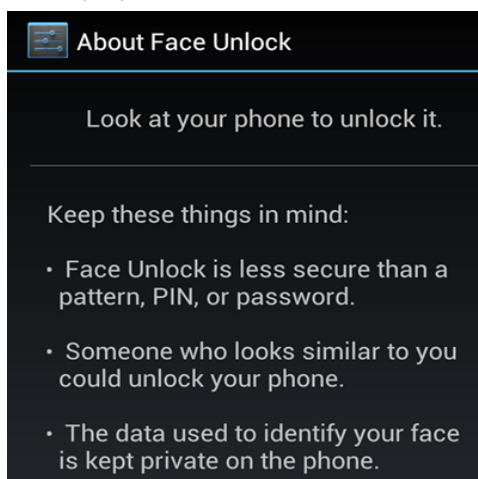 About Face Unlock
Look at your phone to unlock it.
Keep these things in mind:
• Face Unlock is less secure than a
pattern, PIN, or password.
• Someone who looks similar to you
could unlock your phone.
• The data used to identify your face
is kept private on the phone.